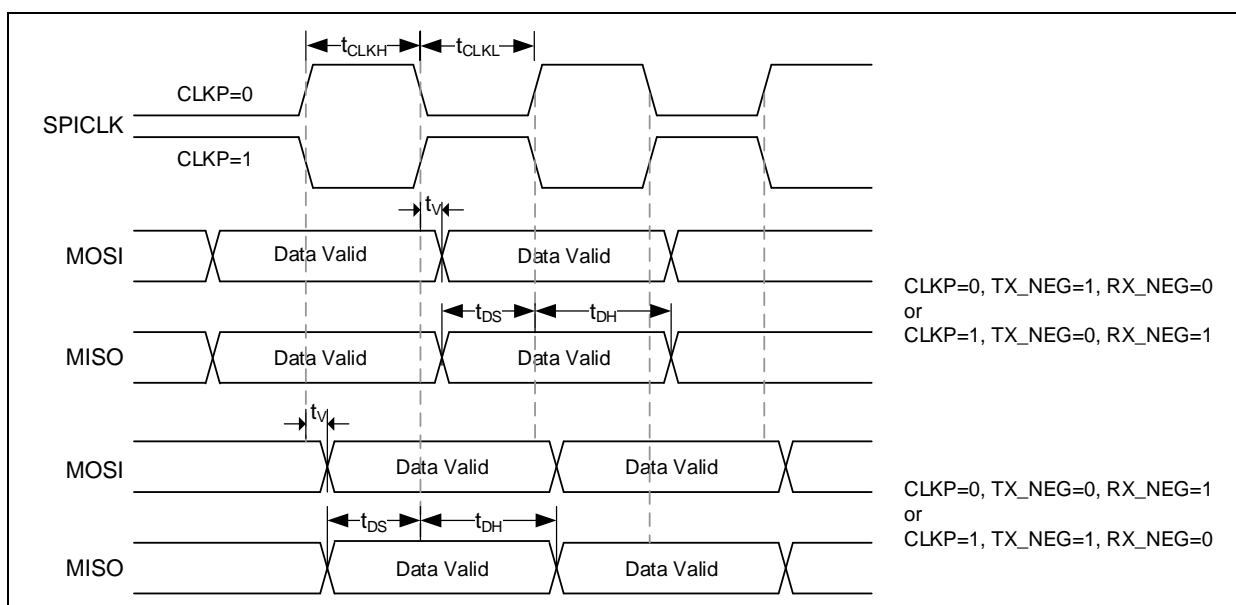 tCLKH tCLKL
CLKP=0
SPICLK
CLKP=1
tV
MOSI Data Valid Data Valid
CLKP=0, TX_NEG=1, RX_NEG=0
or
CLKP=1, TX_NEG=0, RX_NEG=1
tDS tDH
MISO Data Valid Data Valid
tV
MOSI Data Valid Data Valid
CLKP=0, TX_NEG=0, RX_NEG=1
or
CLKP=1, TX_NEG=1, RX_NEG=0
tDS tDH
MISO Data Valid Data Valid